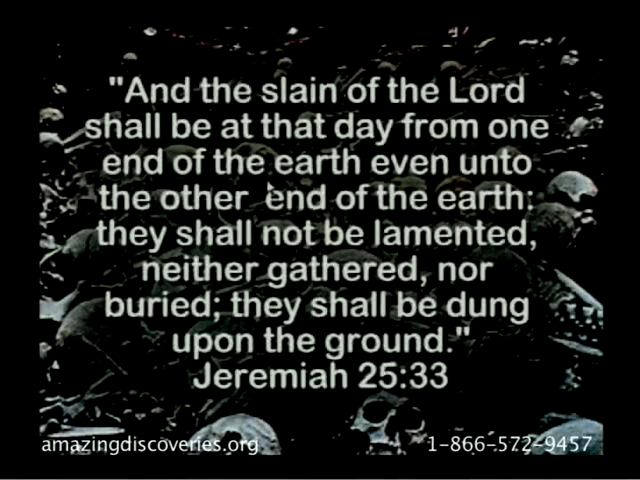 "And the slain of the Lord
shall be at that day from one
end of the earth even unto
the other end of the earth:
they shall not be lamented,
neither gathered, nor
buried; they shall be dung
upon the ground."
Jeremiah 25:33
amazingdiscoveries.org
1-866-572-9457